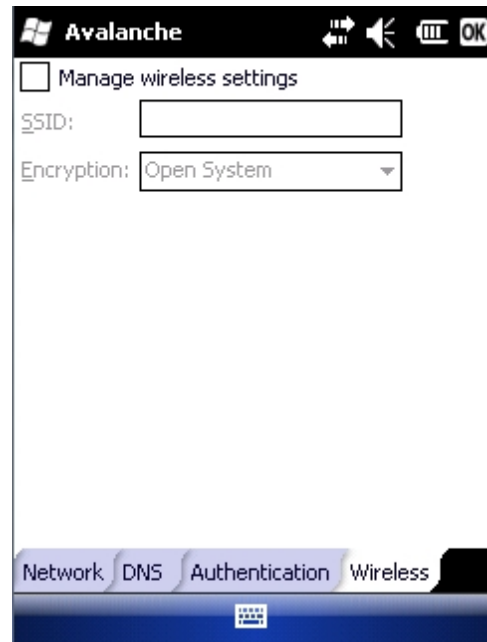 Avalanche OK
Manage wireless settings
SSID:
Encryption: Open System
Network DNS Authentication Wireless